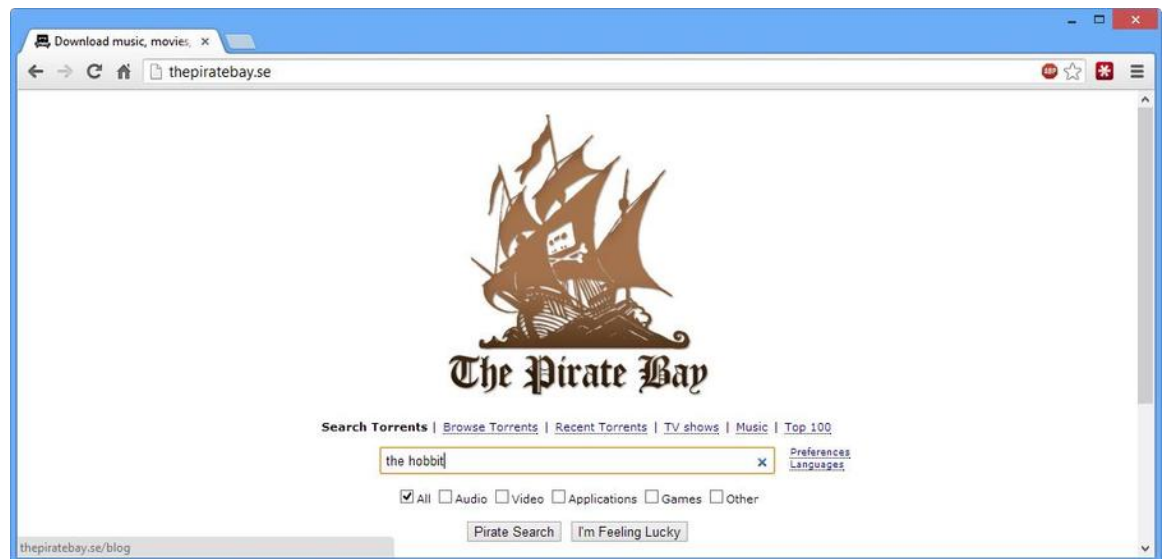 Download music, movies,
thepiratebay.se
ABP
The Pirate Bay
Search Torrents | Browse Torrents | Recent Torrents | TV shows | Music | Top 100
the hobbit
Preferences
Languages
All Audio Video Applications Games Other
Pirate Search I'm Feeling Lucky
thepiratebay.se/blog